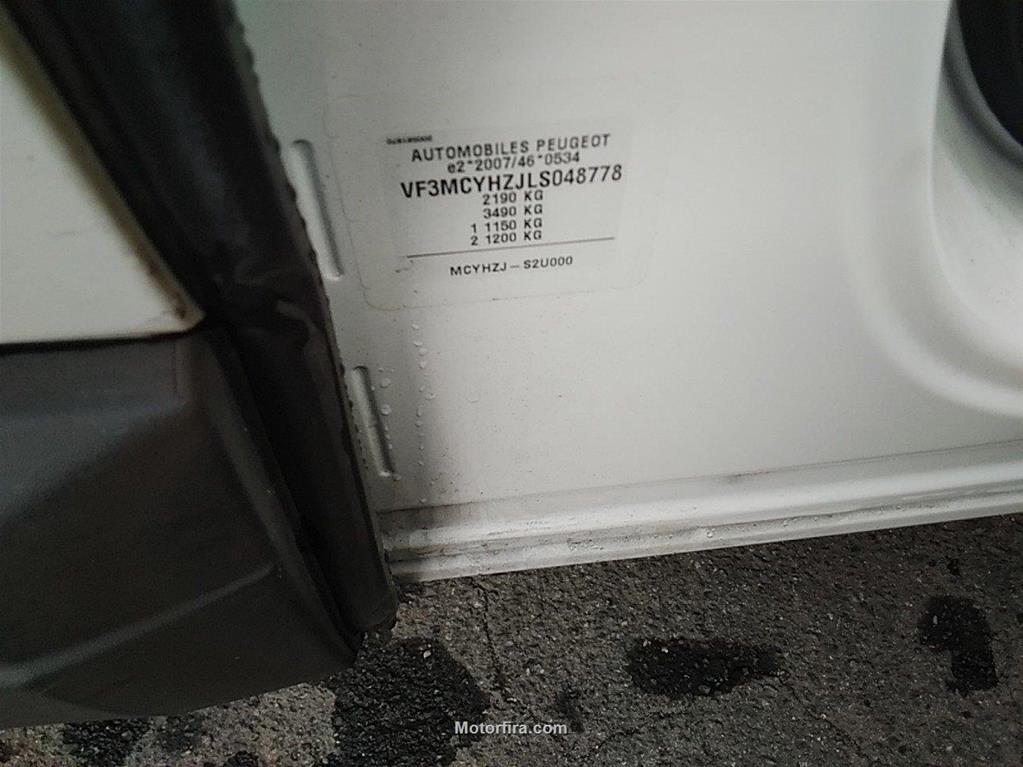 AUTOMOBILES PEUGEOT
e2*2007/46*0534
VF3MCYHZJLS048778
2190 KG
3490 KG
1 1150 KG
2 1200 KG
MCYHZJ – S2U000
Motorfira.com